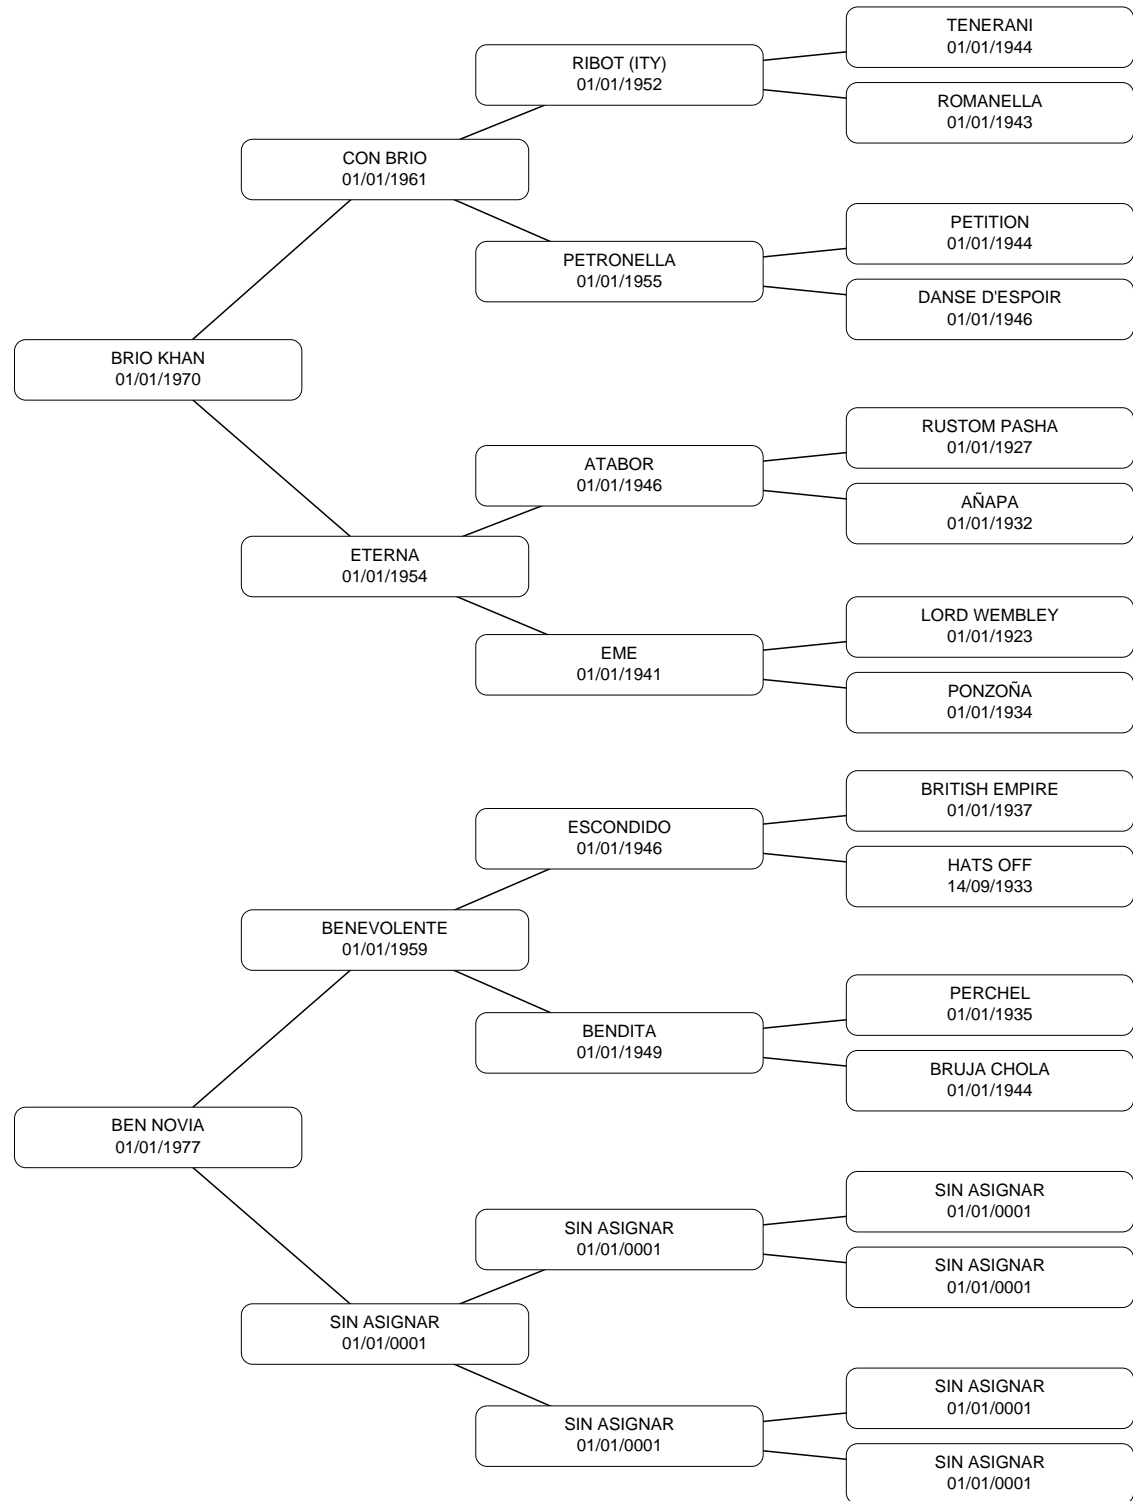 TENERANI
01/01/1944
RIBOT (ITY)
01/01/1952
ROMANELLA
01/01/1943
CON BRIO
01/01/1961
PETITION
01/01/1944
PETRONELLA
01/01/1955
DANSE D'ESPOIR
01/01/1946
BRIO KHAN
01/01/1970
RUSTOM PASHA
01/01/1927
ATABOR
01/01/1946
AÑAPA
01/01/1932
ETERNA
01/01/1954
LORD WEMBLEY
01/01/1923
EME
01/01/1941
PONZOÑA
01/01/1934
BRITISH EMPIRE
01/01/1937
ESCONDIDO
01/01/1946
HATS OFF
14/09/1933
BENEVOLENTE
01/01/1959
PERCHEL
01/01/1935
BENDITA
01/01/1949
BRUJA CHOLA
01/01/1944
BEN NOVIA
01/01/1977
SIN ASIGNAR
01/01/0001
SIN ASIGNAR
01/01/0001
SIN ASIGNAR
01/01/0001
SIN ASIGNAR
01/01/0001
SIN ASIGNAR
01/01/0001
SIN ASIGNAR
01/01/0001
SIN ASIGNAR
01/01/0001